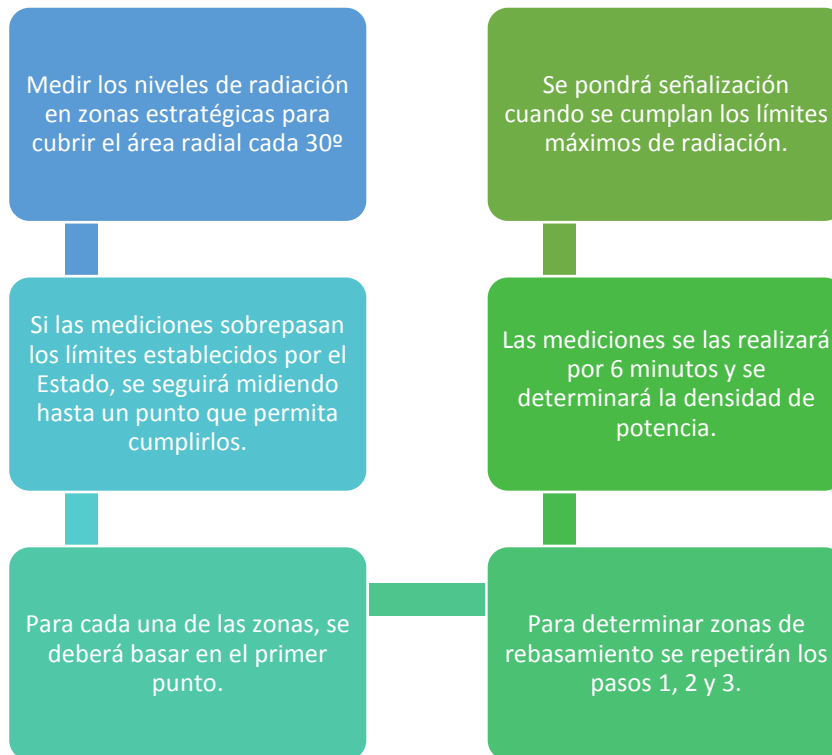 Medir los niveles de radiación
en zonas estratégicas para
cubrir el área radial cada 30º
Si las mediciones sobrepasan
los límites establecidos por el
Estado, se seguirá midiendo
hasta un punto que permita
cumplirlos.
Para cada una de las zonas, se
deberá basar en el primer
punto.
Para determinar zonas de
rebasamiento se repetirán los
pasos 1, 2 y 3.
Las mediciones se las realizará
por 6 minutos y se
determinará la densidad de
potencia.
Se pondrá señalización
cuando se cumplan los límites
máximos de radiación.